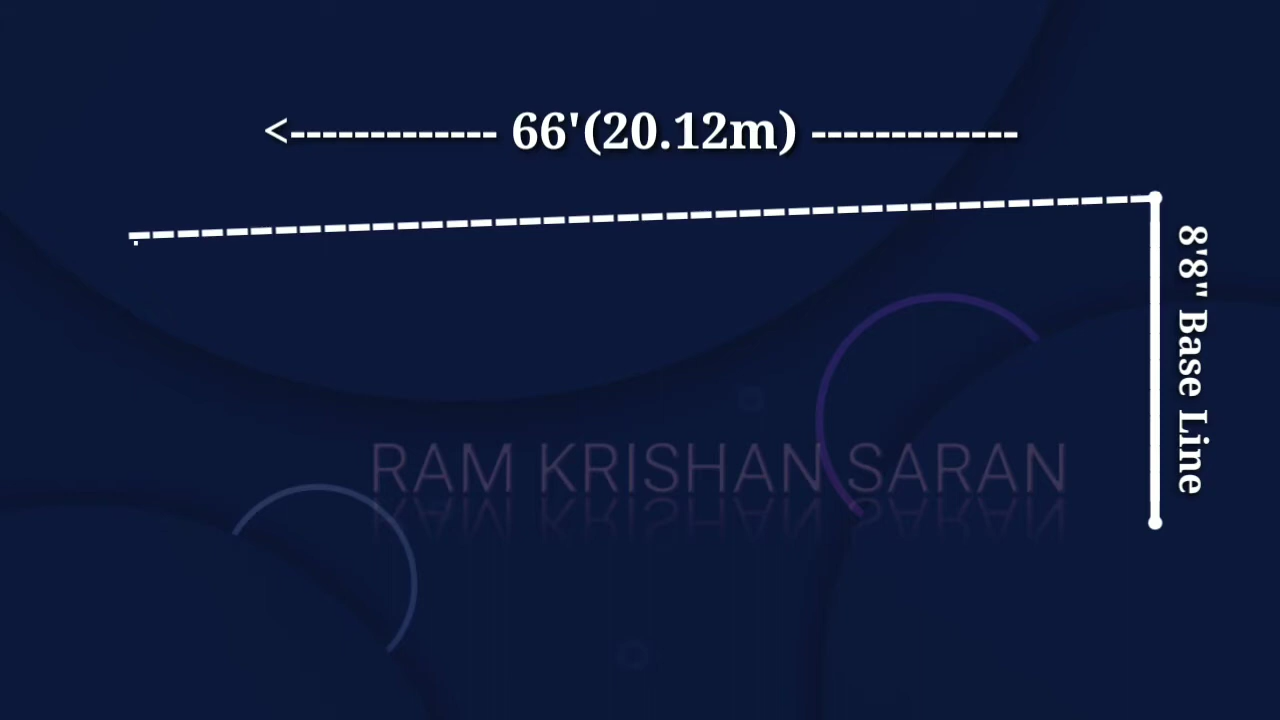 <------------- 66'(20.12m) -------------
8'8" Base Line
RAM KRISHAN SARAN